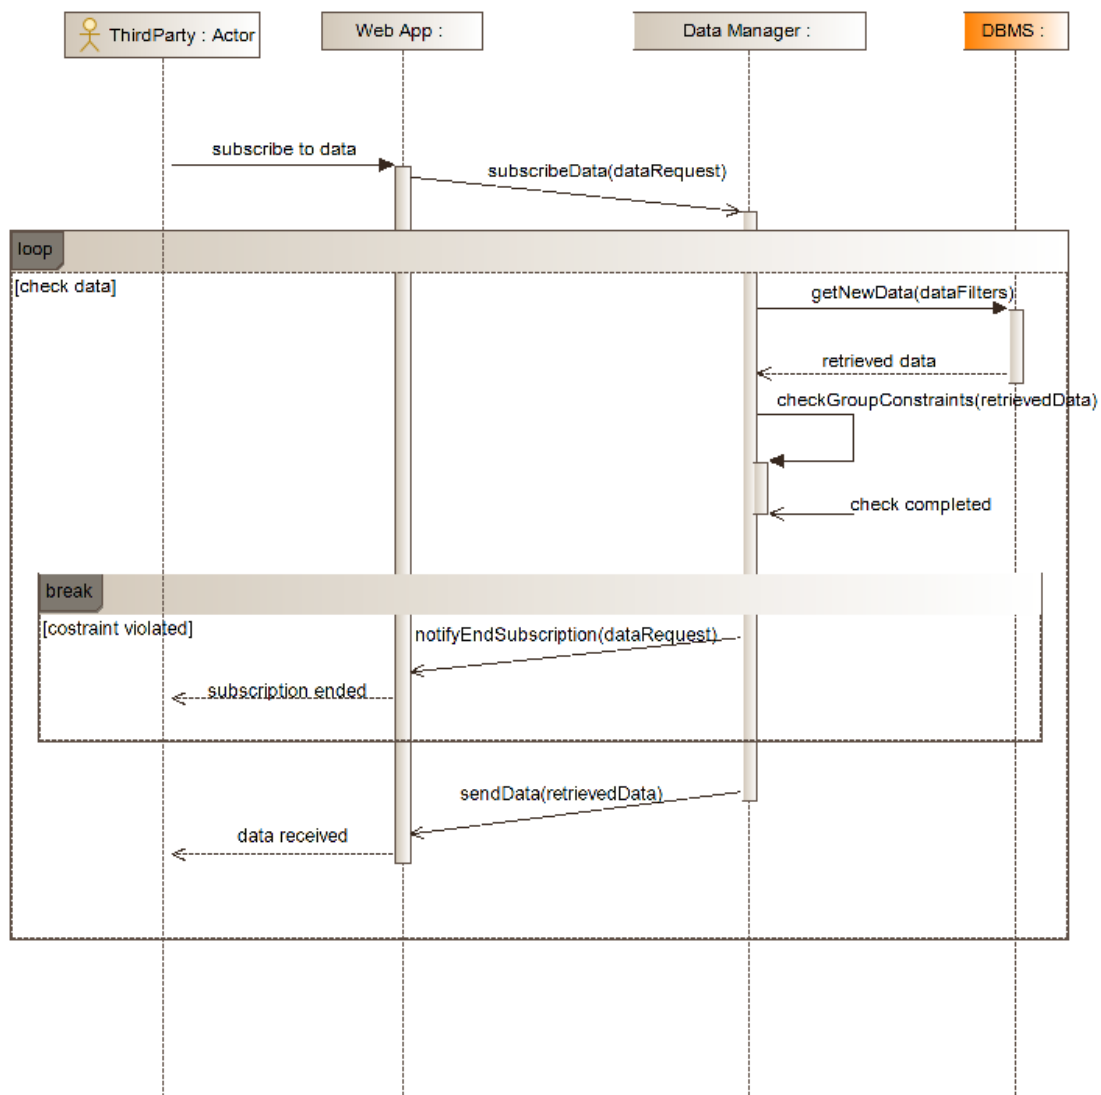 ThirdParty : Actor
Web App :
Data Manager :
DBMS :
subscribe to data
subscribeData(dataRequest)
loop
[check data]
getNewData(dataFilters)
retrieved data
checkGroupConstraints(retrievedData)
check completed
break
[costraint violated]
notifyEndSubscription(dataRequest)
subscription ended
sendData(retrievedData)
data received